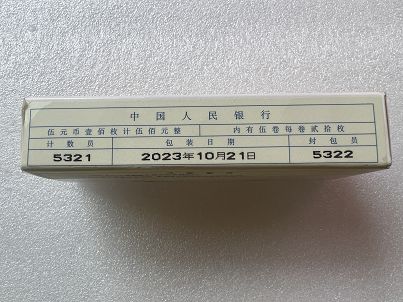 中国人民银行
伍元币壹佰枚计伍佰元整 内有伍卷每卷贰拾枚
计数员 包装日期 封包员
5321 2023年10月21日 5322